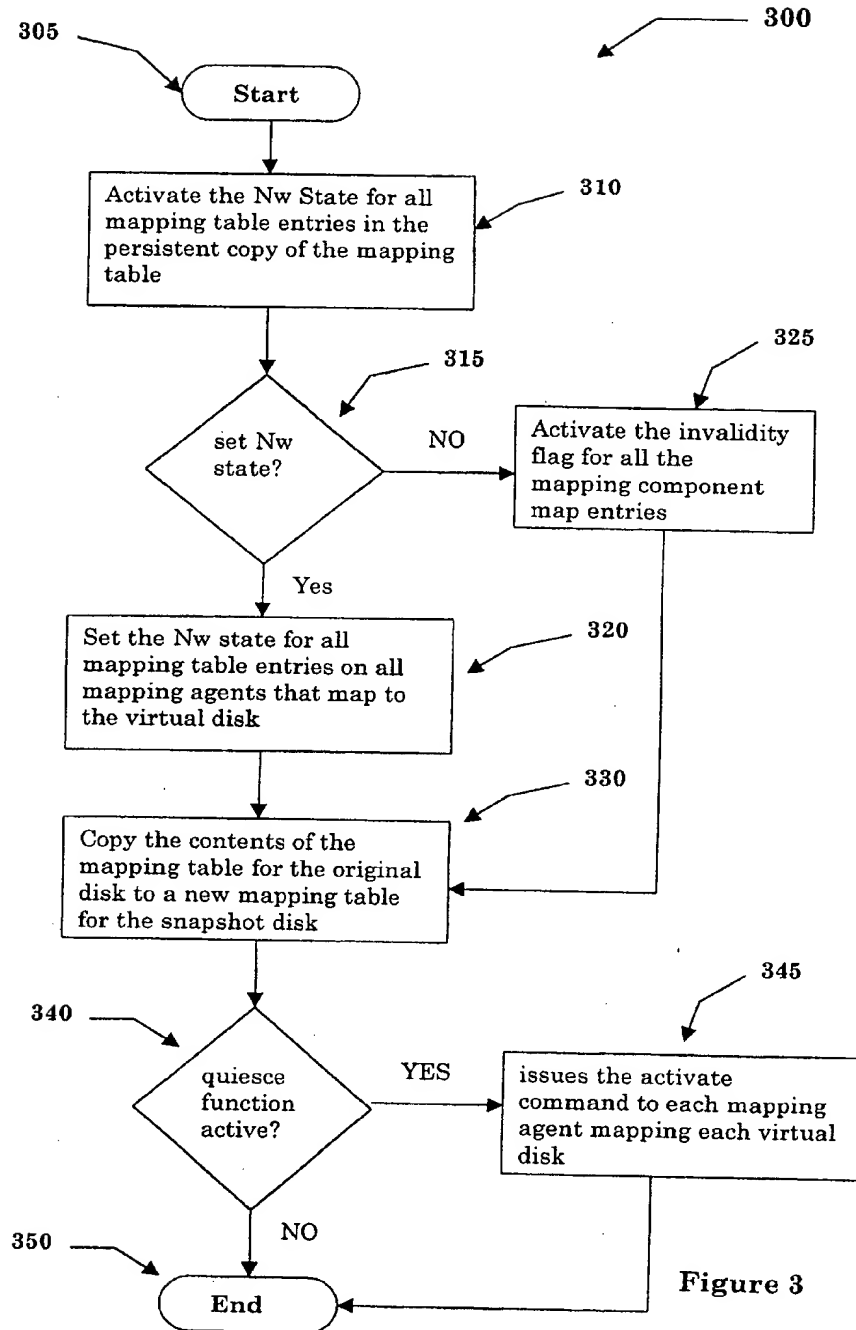 305
300
Start
Activate the Nw State for all
mapping table entries in the
persistent copy of the mapping
table
310
315
325
set Nw
state?
NO
Activate the invalidity
flag for all the
mapping component
map entries
Yes
Set the Nw state for all
mapping table entries on all
mapping agents that map to
the virtual disk
320
330
Copy the contents of the
mapping table for the original
disk to a new mapping table
for the snapshot disk
340
345
quiesce
function
active?
YES
issues the activate
command to each mapping
agent mapping each virtual
disk
NO
350
End
Figure 3